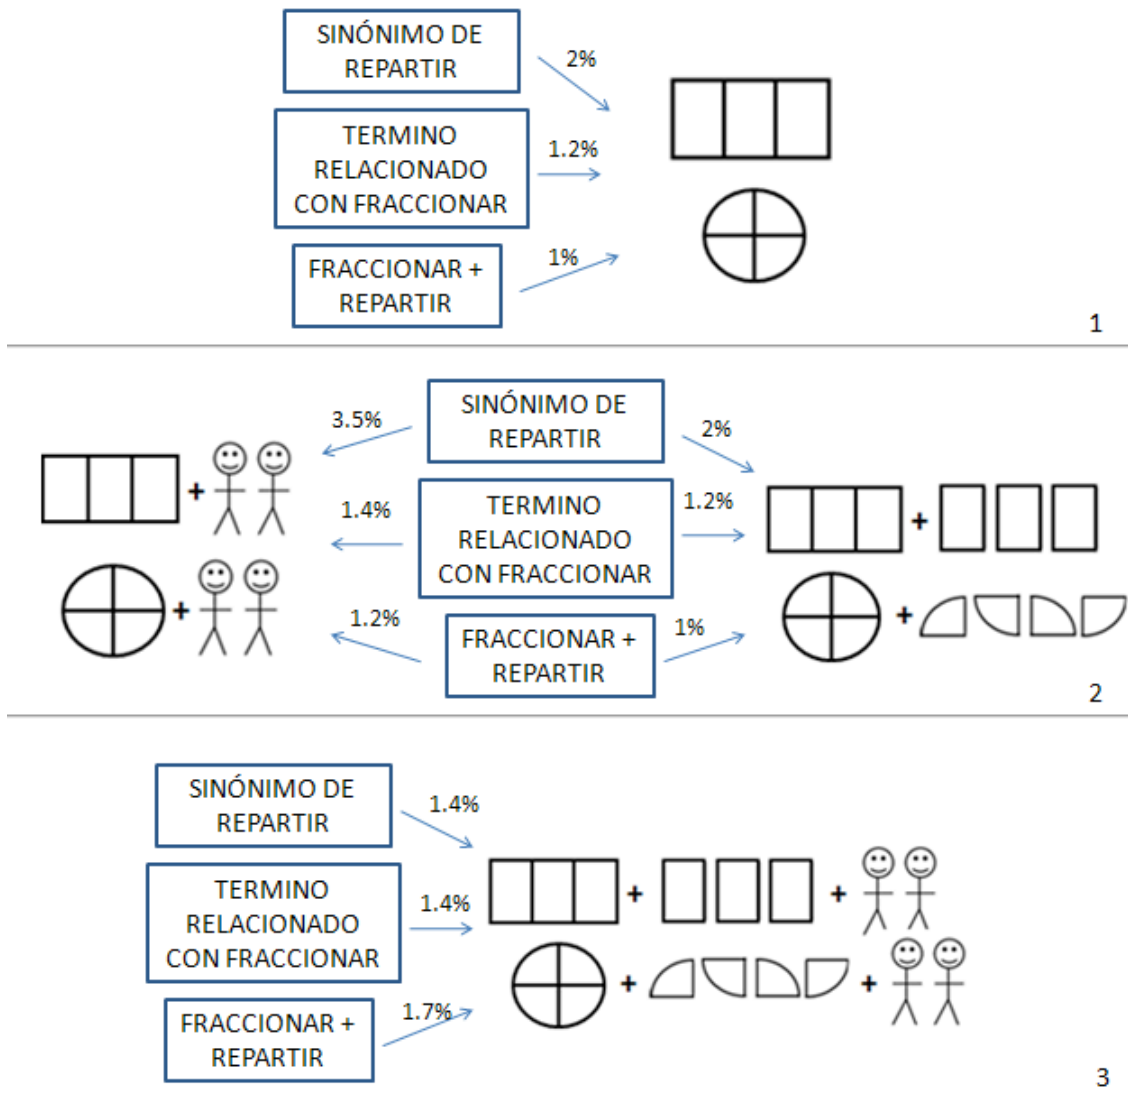 SINÓNIMO DE
REPARTIR
2%
TERMINO
RELACIONADO
CON FRACCIONAR
1.2%
FRACCIONAR +
REPARTIR
1%
1
SINÓNIMO DE
REPARTIR
3.5%
2%
TERMINO
RELACIONADO
CON FRACCIONAR
1.4%
1.2%
FRACCIONAR +
REPARTIR
1.2%
1%
+
+
+
+
2
SINÓNIMO DE
REPARTIR
1.4%
TERMINO
RELACIONADO
CON FRACCIONAR
1.4%
FRACCIONAR +
REPARTIR
1.7%
+ +
+ +
3